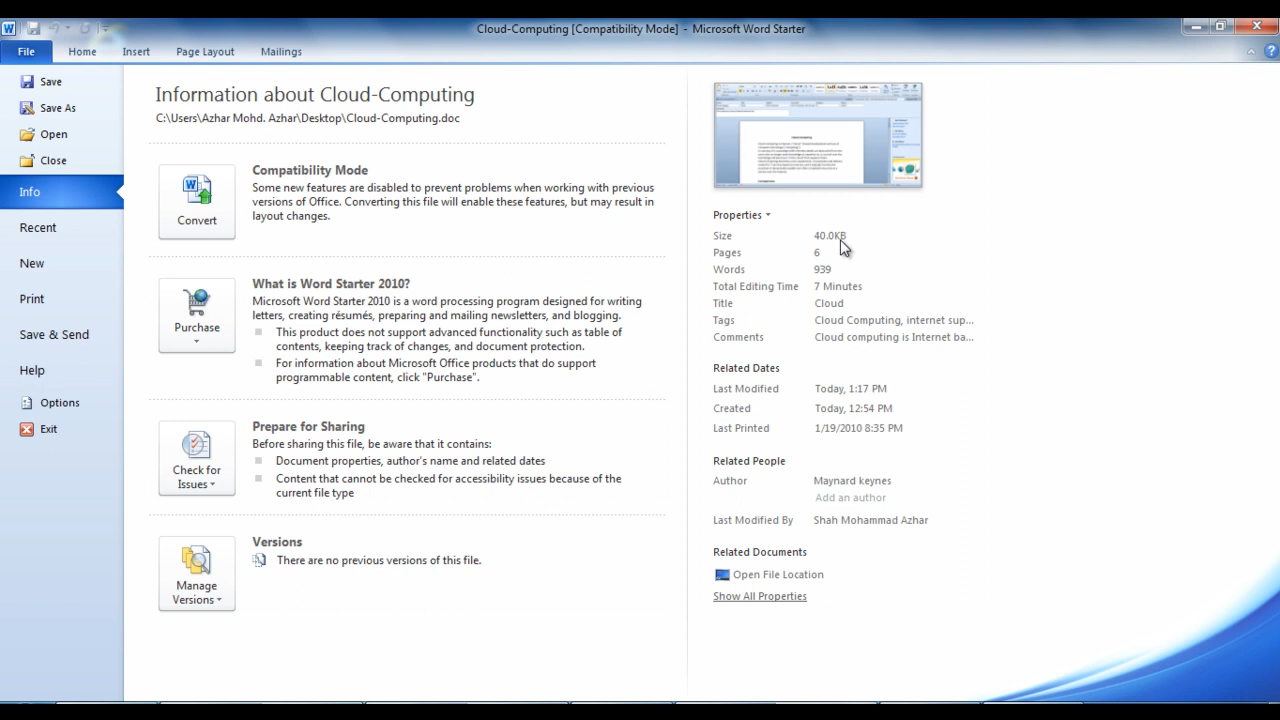 Cloud-Computing [Compatibility Mode] - Microsoft Word Starter
File Home Insert Page Layout Mailings
Save
Save As
Open
Close
Info
Recent
New
Print
Save & Send
Help
Options
Exit
Information about Cloud-Computing
C:\Users\Azhar Mohd. Azhar\Desktop\Cloud-Computing.doc
Convert
Compatibility Mode
Some new features are disabled to prevent problems when working with previous
versions of Office. Converting this file will enable these features, but may result in
layout changes.
Purchase
What is Word Starter 2010?
Microsoft Word Starter 2010 is a word processing program designed for writing
letters, creating résumés, preparing and mailing newsletters, and blogging.
This product does not support advanced functionality such as table of
contents, keeping track of changes, and document protection.
For information about Microsoft Office products that do support
programmable content, click "Purchase".
Check for
Issues
Prepare for Sharing
Before sharing this file, be aware that it contains:
Document properties, author's name and related dates
Content that cannot be checked for accessibility issues because of the
current file type
Manage
Versions
Versions
There are no previous versions of this file.
Properties
Size 40.0KB
Pages 6
Words 939
Total Editing Time 7 Minutes
Title Cloud
Tags Cloud Computing, internet sup...
Comments Cloud computing is Internet ba...
Related Dates
Last Modified Today, 1:17 PM
Created Today, 12:54 PM
Last Printed 1/19/2010 8:35 PM
Related People
Author Maynard keynes
Add an author
Last Modified By Shah Mohammad Azhar
Related Documents
Open File Location
Show All Properties